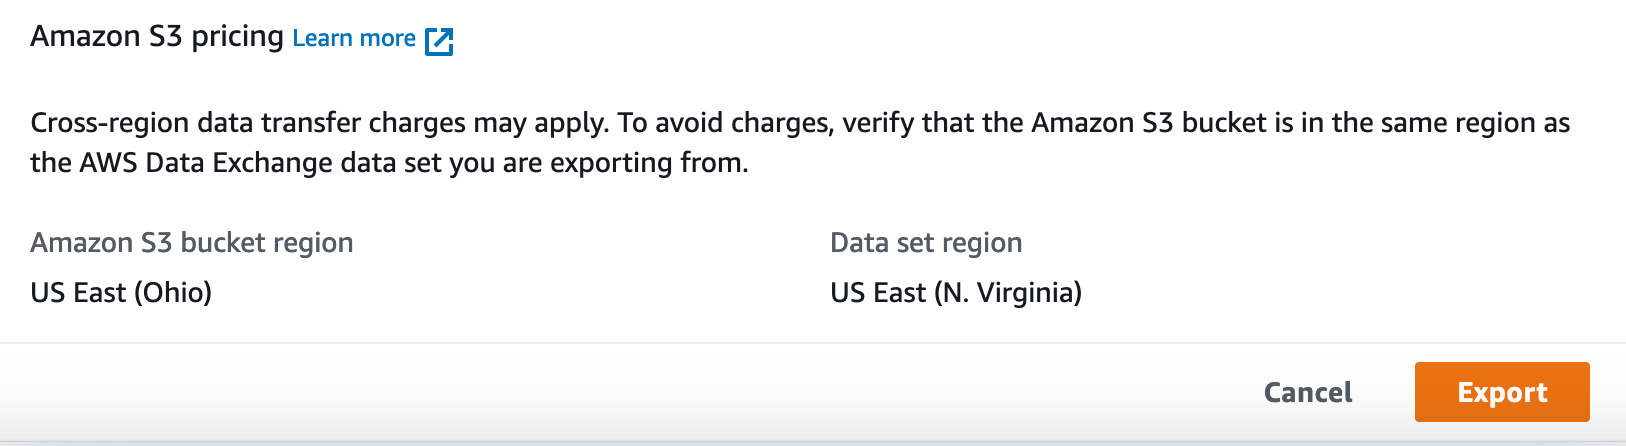 Amazon S3 pricing Learn more
Cross-region data transfer charges may apply. To avoid charges, verify that the Amazon S3 bucket is in the same region as
the AWS Data Exchange data set you are exporting from.
Amazon S3 bucket region
US East (Ohio)
Data set region
US East (N. Virginia)
Cancel
Export